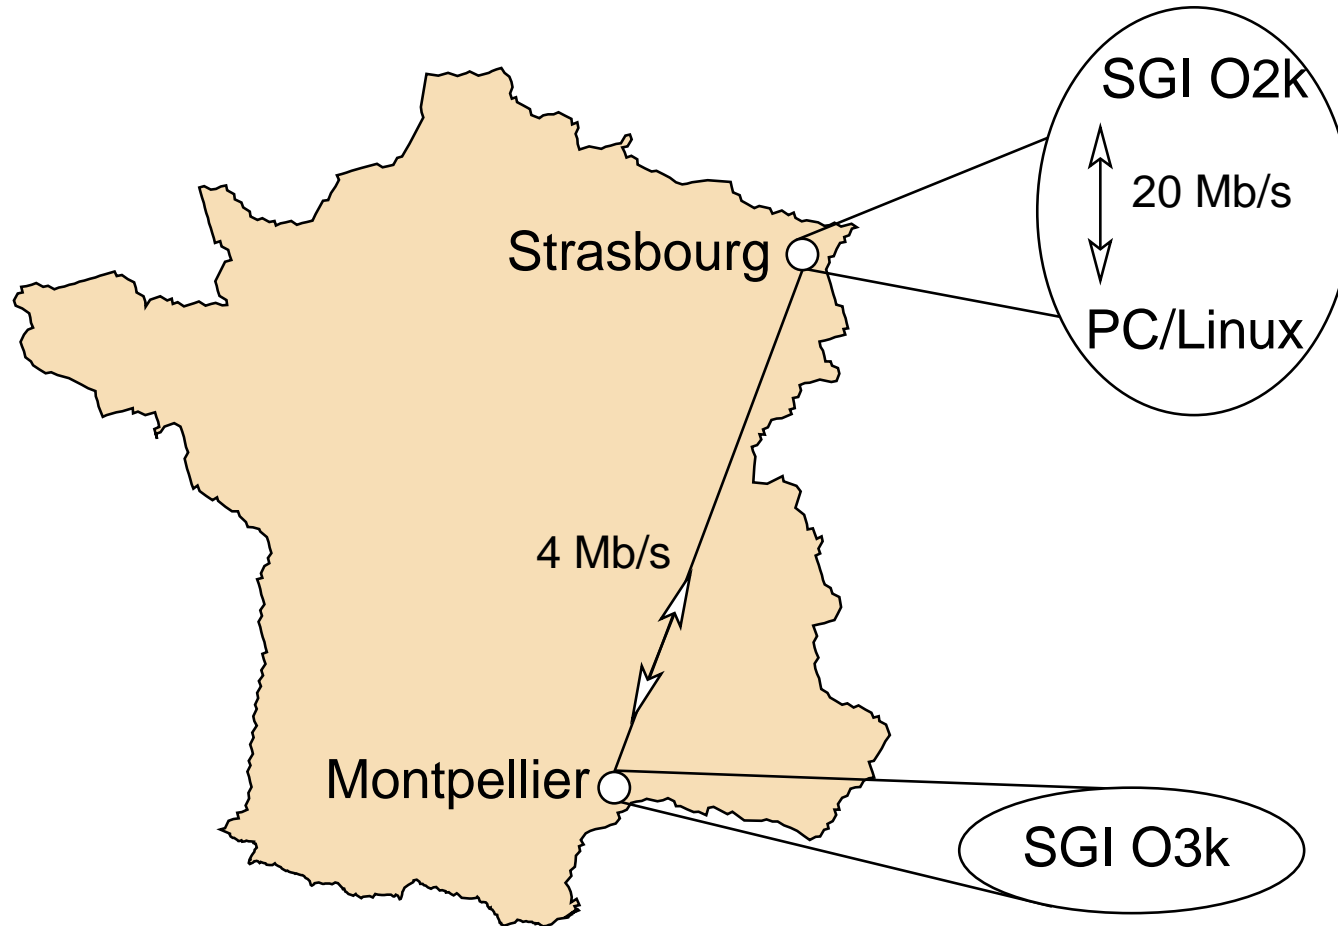 SGI O2k
20 Mb/s
Strasbourg
PC/Linux
4 Mb/s
Montpellier
SGI O3k